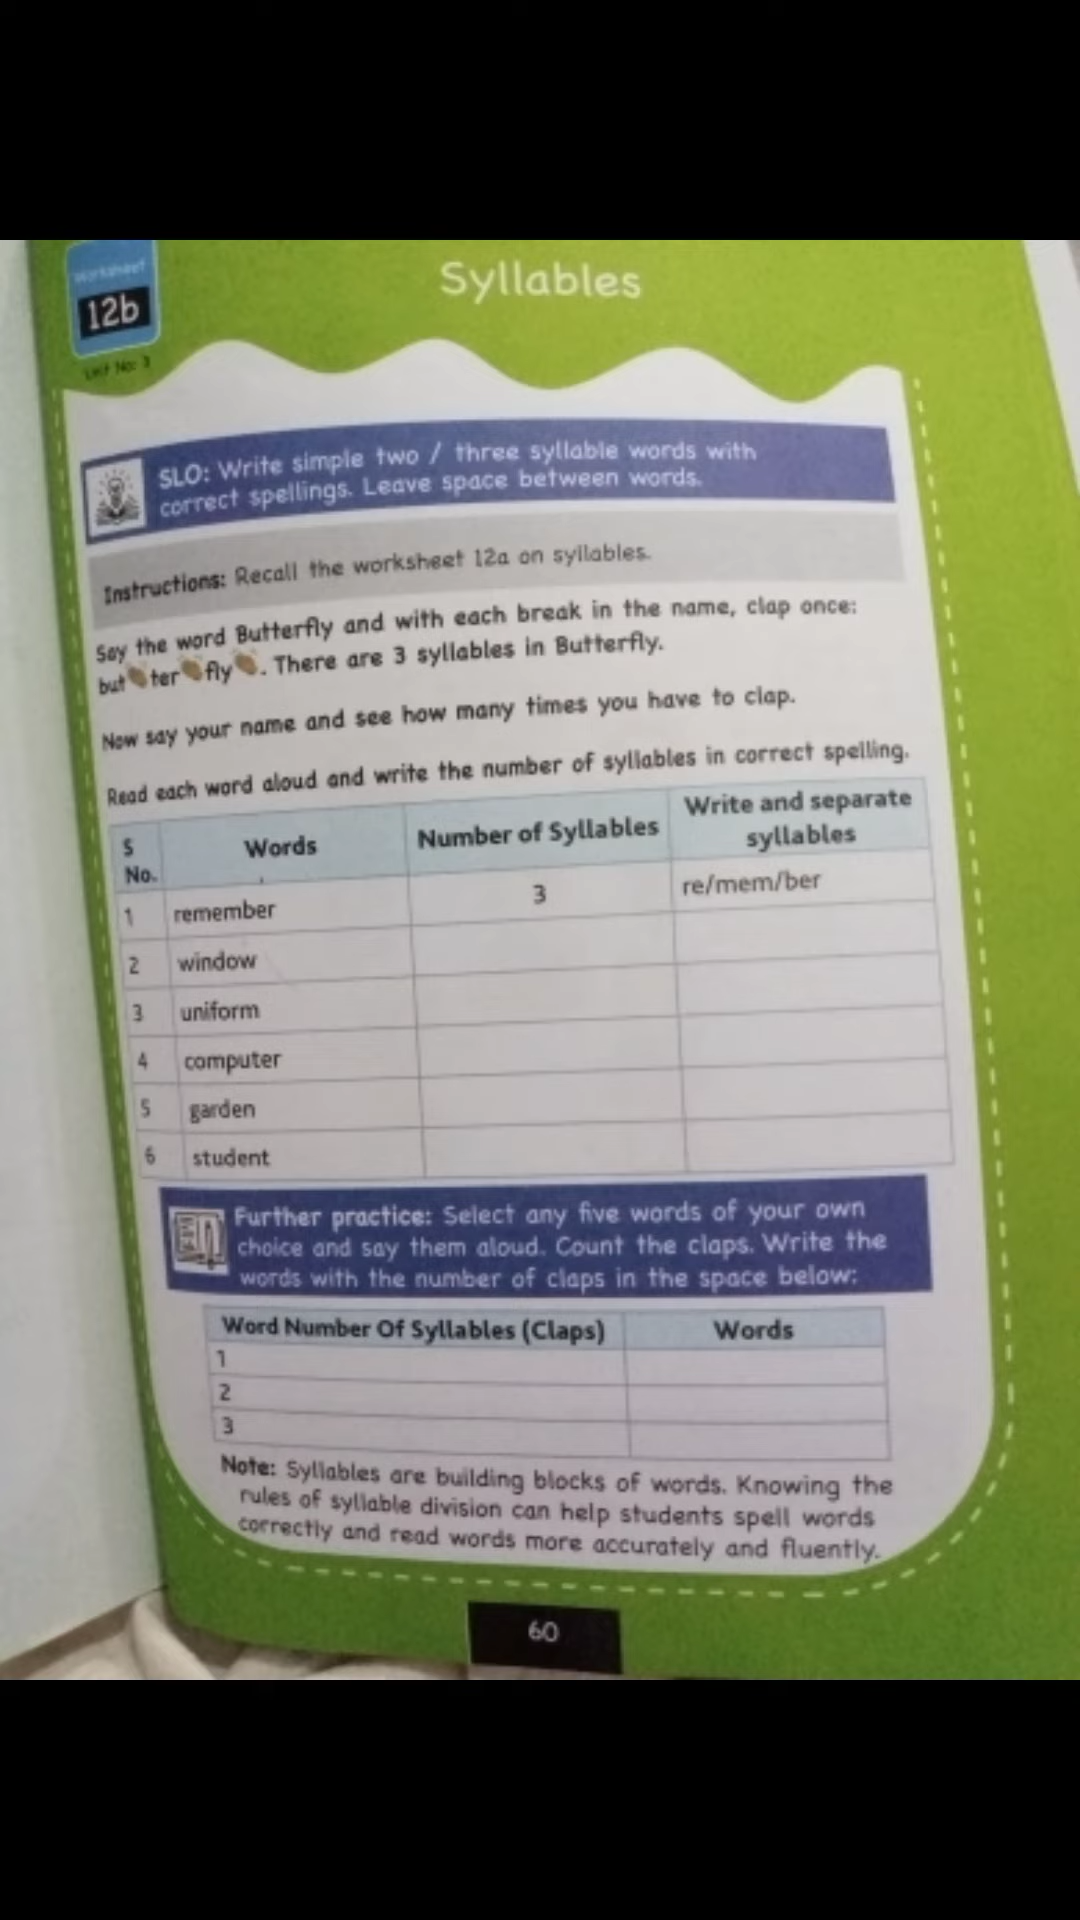 Worksheet
12b
Unit No: 3
Syllables
SLO: Write simple two / three syllable words with
correct spellings. Leave space between words.
Instructions: Recall the worksheet 12a on syllables.
Say the word Butterfly and with each break in the name, clap once:
but ter fly . There are 3 syllables in Butterfly.
Now say your name and see how many times you have to clap.
Read each word aloud and write the number of syllables in correct spelling.
S No. Words Number of Syllables Write and separate syllables
1 remember 3 re/mem/ber
2 window
3 uniform
4 computer
5 garden
6 student
Further practice: Select any five words of your own
choice and say them aloud. Count the claps. Write the
words with the number of claps in the space below:
Word Number Of Syllables (Claps) Words
1
2
3
Note: Syllables are building blocks of words. Knowing the
rules of syllable division can help students spell words
correctly and read words more accurately and fluently.
60